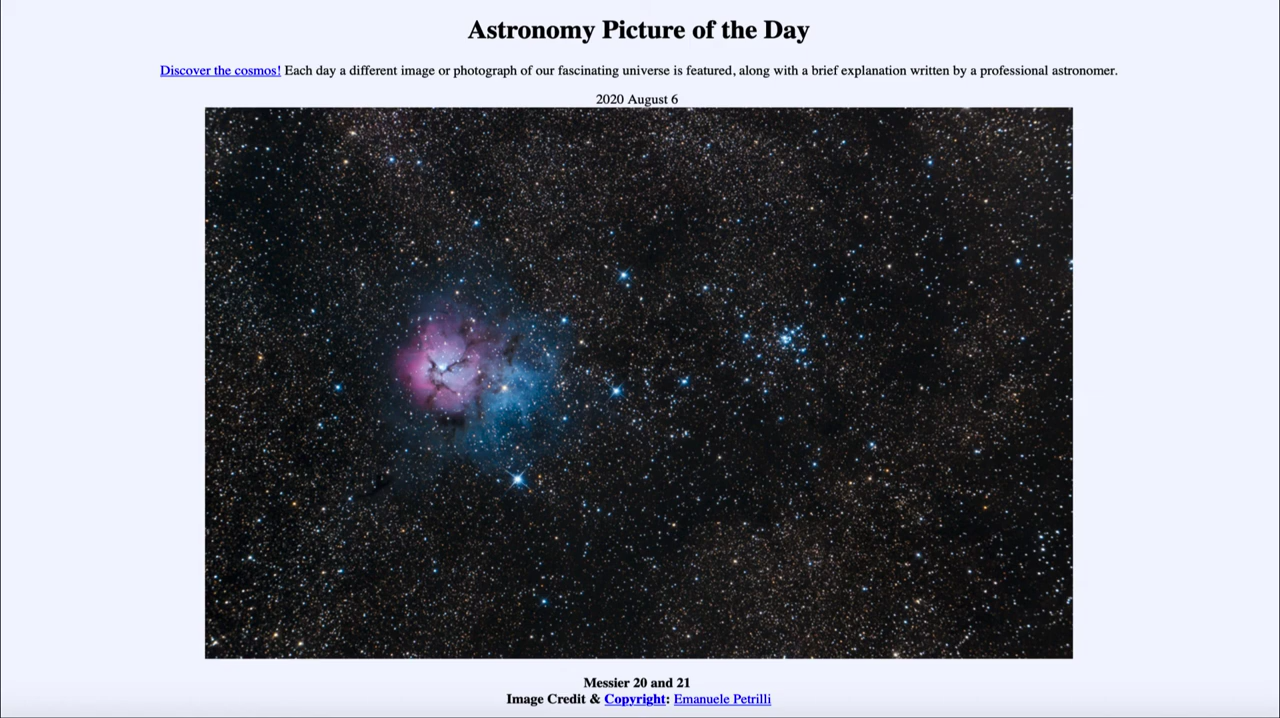 Astronomy Picture of the Day
Discover the cosmos! Each day a different image or photograph of our fascinating universe is featured, along with a brief explanation written by a professional astronomer.
2020 August 6
Messier 20 and 21
Image Credit & Copyright: Emanuele Petrilli